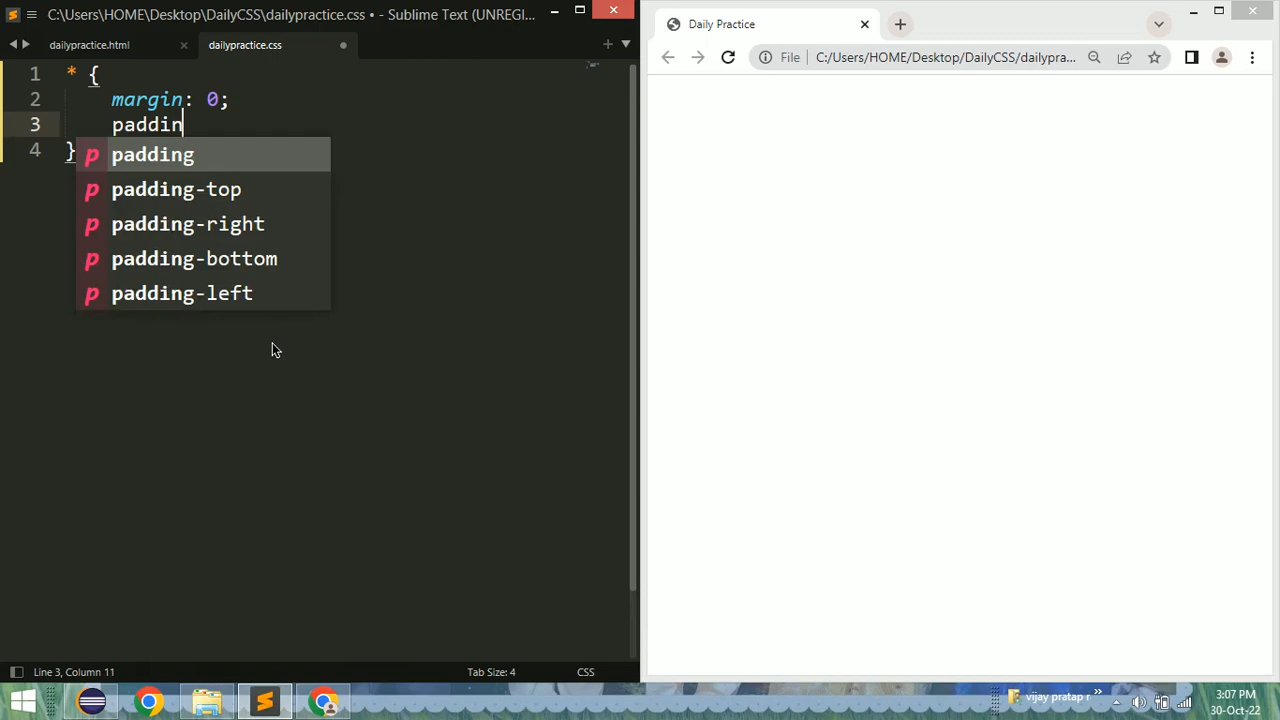 C:\Users\HOME\Desktop\DailyCSS\dailypractice.css • - Sublime Text (UNREGI...
dailypractice.html
dailypractice.css
1 * {
2 margin: 0;
3 paddin
4 }
p padding
p padding-top
p padding-right
p padding-bottom
p padding-left
Line 3, Column 11
Tab Size: 4
CSS
Daily Practice
File
C:/Users/HOME/Desktop/DailyCSS/dailypra...
vijay pratap r
3:07 PM
30-Oct-22